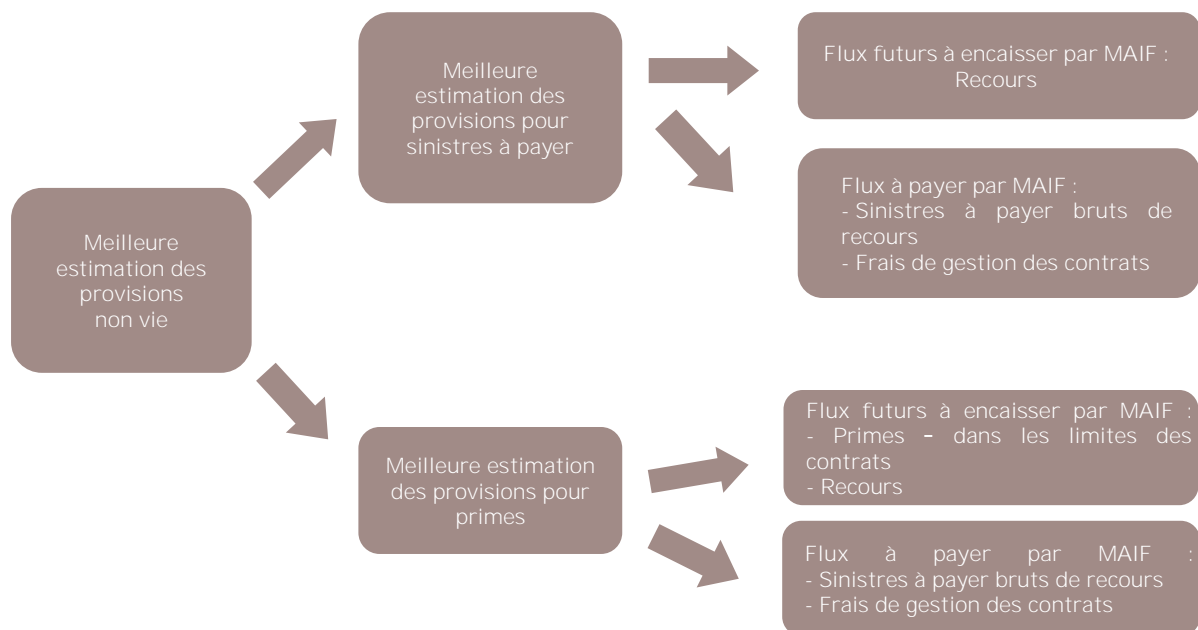 Meilleure
estimation des
provisions
non vie
Meilleure
estimation des
provisions pour
sinistres à payer
Flux futurs à encaisser par MAIF :
Recours
Flux à payer par MAIF :
- Sinistres à payer bruts de
recours
- Frais de gestion des contrats
Meilleure estimation
des provisions pour
primes
Flux futurs à encaisser par MAIF :
- Primes – dans les limites des
contrats
- Recours
Flux à payer par MAIF :
- Sinistres à payer bruts de recours
- Frais de gestion des contrats